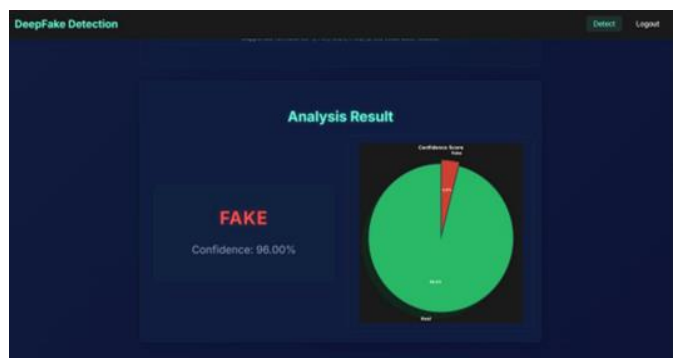 DeepFake Detection
Detect
Logout
Analysis Result
Confidence Score
Fake
FAKE
Confidence: 96.00%
Real